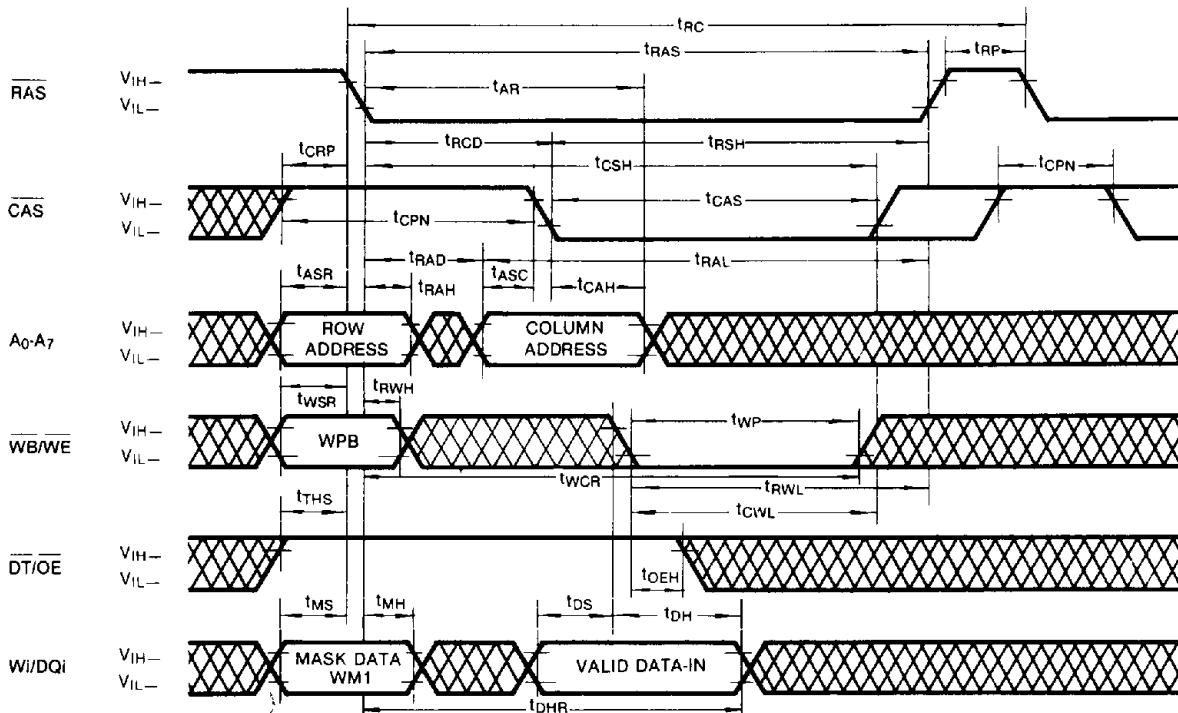 tRC
tRAS
tRP
RAS
VIH
VIL
tAR
tRCD
tRSH
tCRP
tCSH
tCPN
CAS
VIH
VIL
tCPN
tCAS
tRAD
tRAL
tASR
tRAH
tASC
tCAH
A0-A7
VIH
VIL
ROW
ADDRESS
COLUMN
ADDRESS
tWSR
tRWH
WB/WE
VIH
VIL
WPB
tWP
tWCR
tRWL
tTHS
tCWL
DT/OE
VIH
VIL
tOEH
tMS
tMH
tDS
tDH
Wi/DQi
VIH
VIL
MASK DATA
WM1
VALID DATA-IN
tDHR